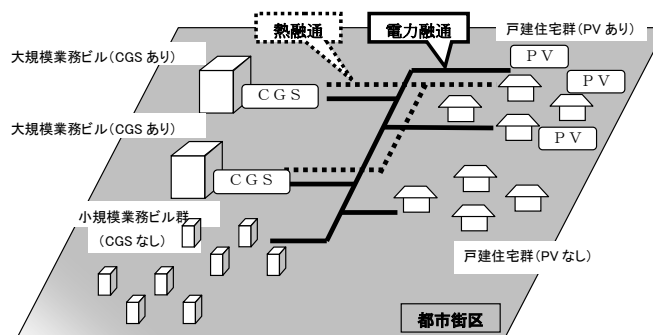 熱融通
電力融通
戸建住宅群(PVあり)
大規模業務ビル(CGSあり)
PV
PV
CGS
大規模業務ビル(CGSあり)
PV
CGS
小規模業務ビル群
(CGSなし)
戸建住宅群(PVなし)
都市街区